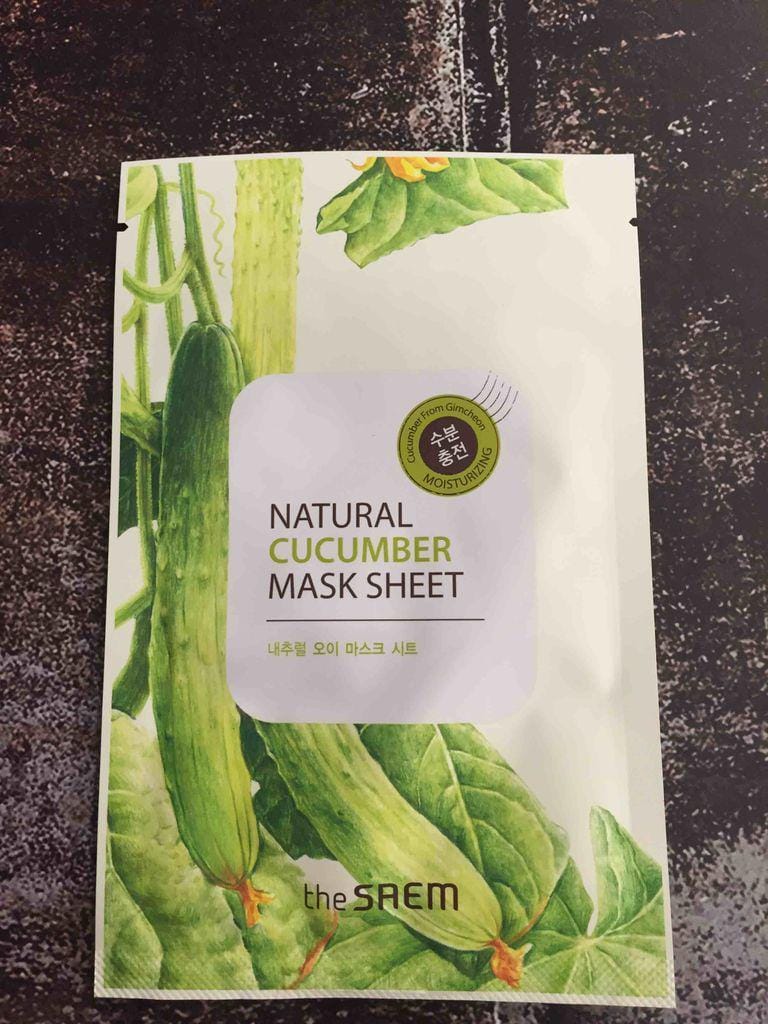 Cucumber From Gimcheon
수분
충전
MOISTURIZING
NATURAL
CUCUMBER
MASK SHEET
내추럴 오이 마스크 시트
the SAEM